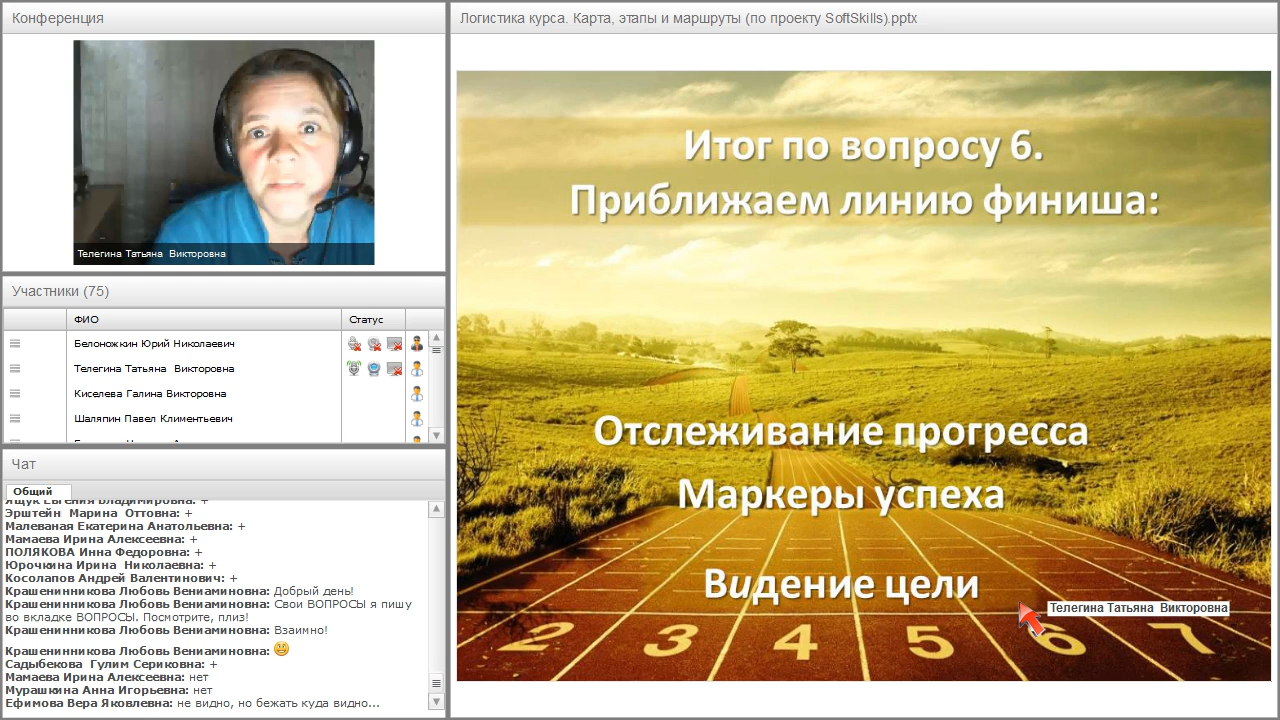 Конференция
Телегина Татьяна Викторовна
Участники (75)
ФИО
Статус
Белоножкин Юрий Николаевич
Телегина Татьяна Викторовна
Киселева Галина Викторовна
Шаляпин Павел Климентьевич
Чат
Общий
Ящук Евгения Владимировна: +
Эрштейн Марина Оттовна: +
Малеваная Екатерина Анатольевна: +
Мамаева Ирина Алексеевна: +
ПОЛЯКОВА Инна Федоровна: +
Юрочкина Ирина Николаевна: +
Косолапов Андрей Валентинович: +
Крашенинникова Любовь Вениаминовна: Добрый день!
Крашенинникова Любовь Вениаминовна: Свои ВОПРОСЫ я пишу
во вкладке ВОПРОСЫ. Посмотрите, плиз!
Крашенинникова Любовь Вениаминовна: Взаимно!
Крашенинникова Любовь Вениаминовна:
Садыбекова Гулим Сериковна: +
Мамаева Ирина Алексеевна: нет
Мурашкина Анна Игорьевна: нет
Ефимова Вера Яковлевна: не видно, но бежать куда видно...
Логистика курса. Карта, этапы и маршруты (по проекту SoftSkills).pptx
Итог по вопросу 6.
Приближаем линию финиша:
Отслеживание прогресса
Маркеры успеха
Видение цели
Телегина Татьяна Викторовна
2 3 4 5 6 7